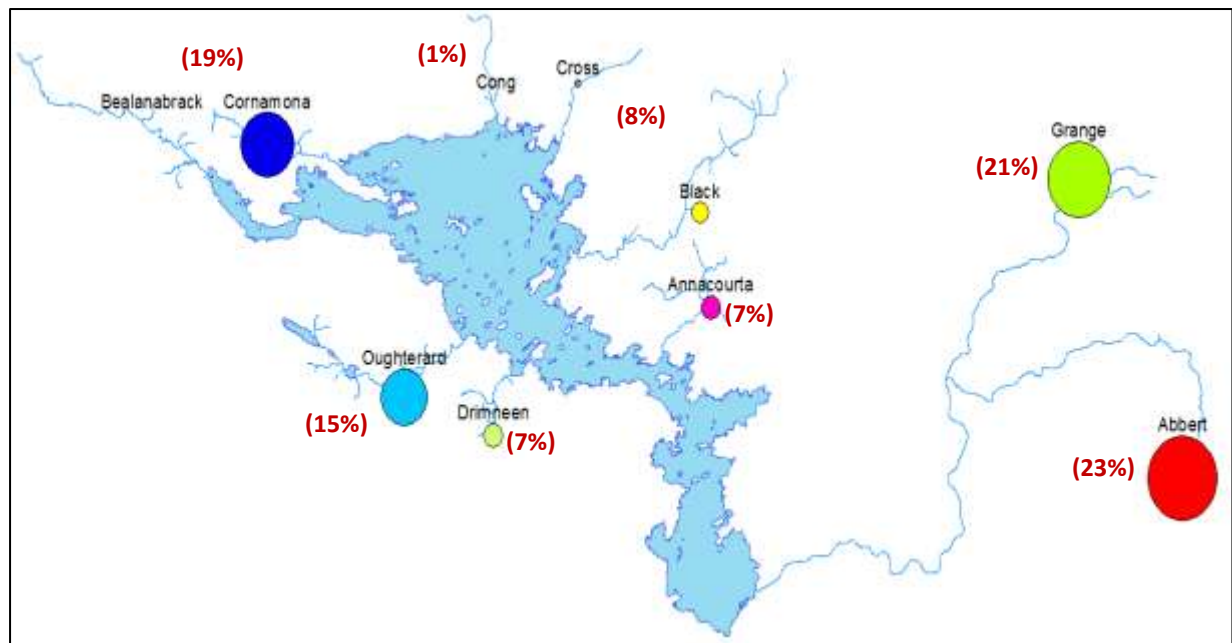 (19%)
(1%)
Cross
Cong
Bealanabrack
Cornamona
(8%)
Grange
(21%)
Black
Annacourta
(7%)
Oughterard
(15%)
Drimneen
(7%)
Abbert
(23%)